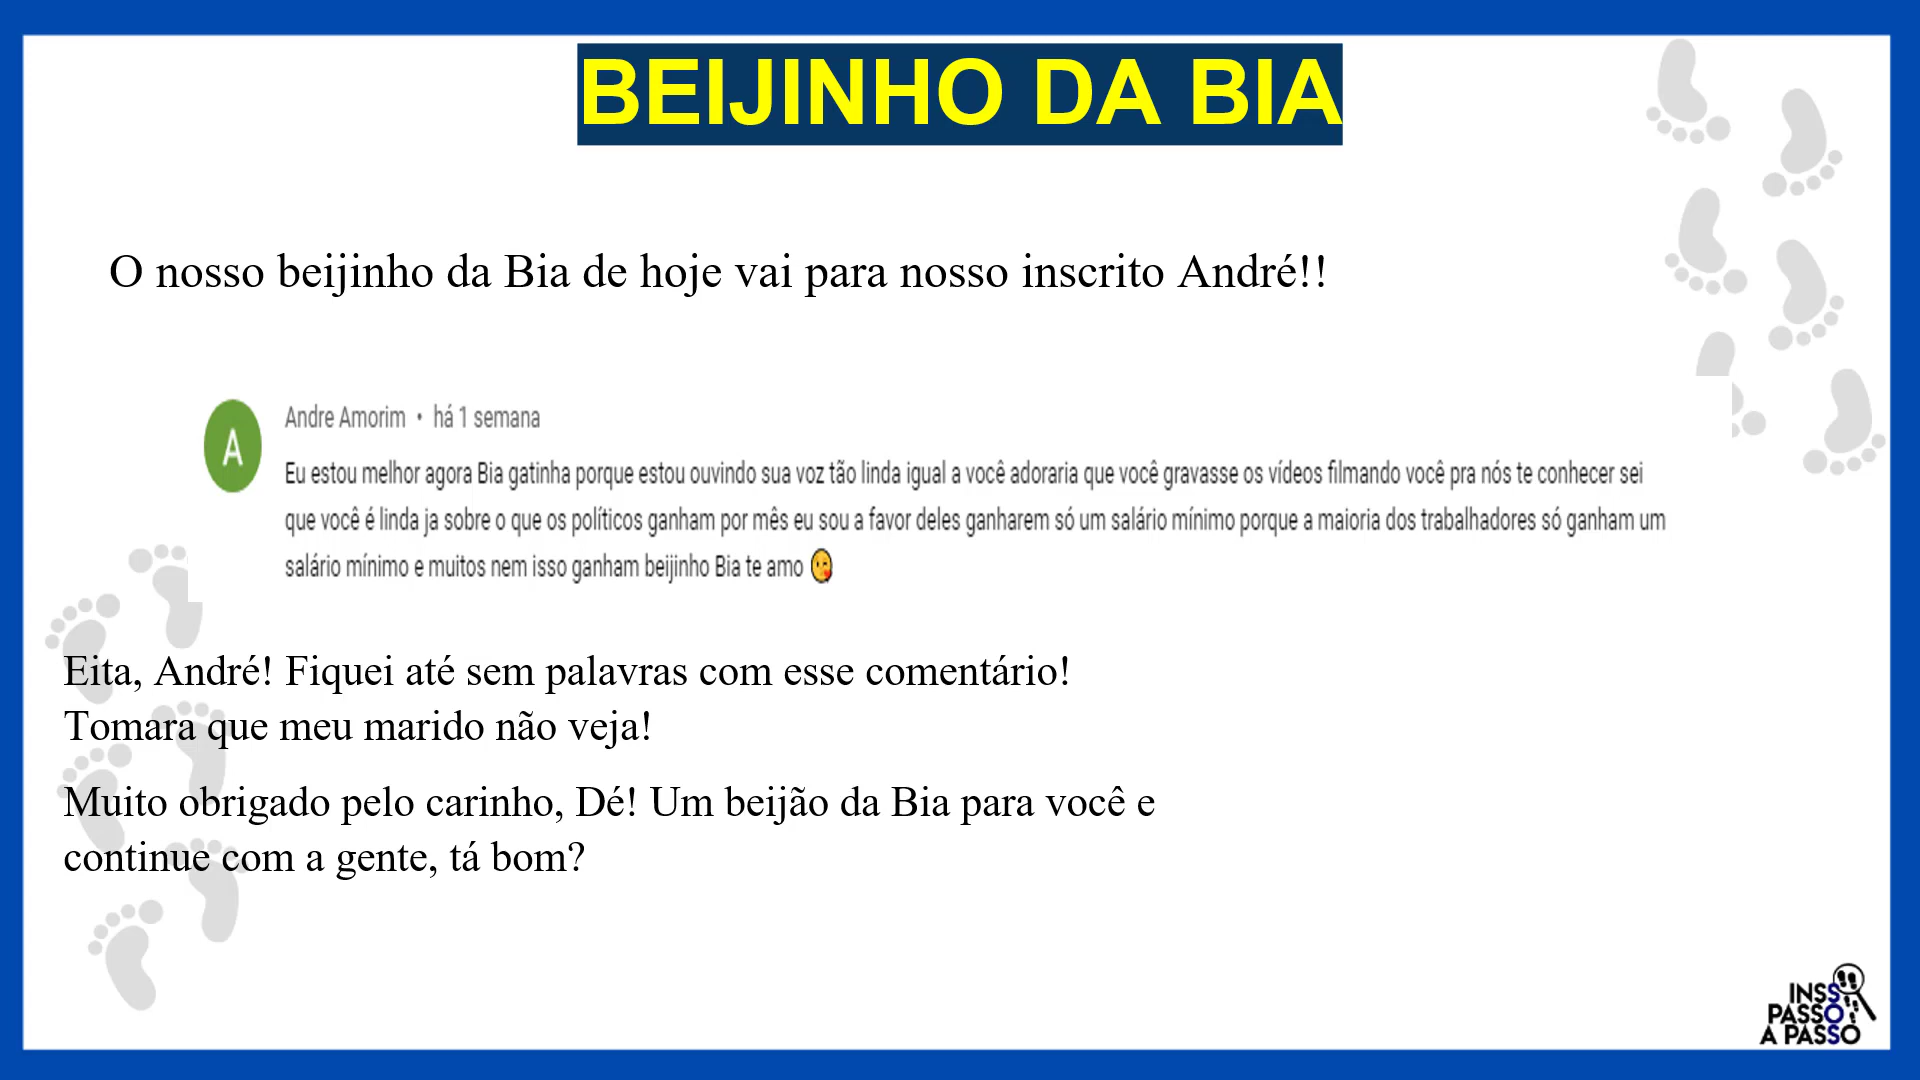 BEIJINHO DA BIA
O nosso beijinho da Bia de hoje vai para nosso inscrito André!!
A
Andre Amorim • há 1 semana
Eu estou melhor agora Bia gatinha porque estou ouvindo sua voz tão linda igual a você adoraria que você gravasse os vídeos filmando você pra nós te conhecer sei
que você é linda ja sobre o que os políticos ganham por mês eu sou a favor deles ganharem só um salário mínimo porque a maioria dos trabalhadores só ganham um
salário mínimo e muitos nem isso ganham beijinho Bia te amo 😘
Eita, André! Fiquei até sem palavras com esse comentário!
Tomara que meu marido não veja!
Muito obrigado pelo carinho, Dé! Um beijão da Bia para você e
continue com a gente, tá bom?
INSS
PASSO
A PASSO